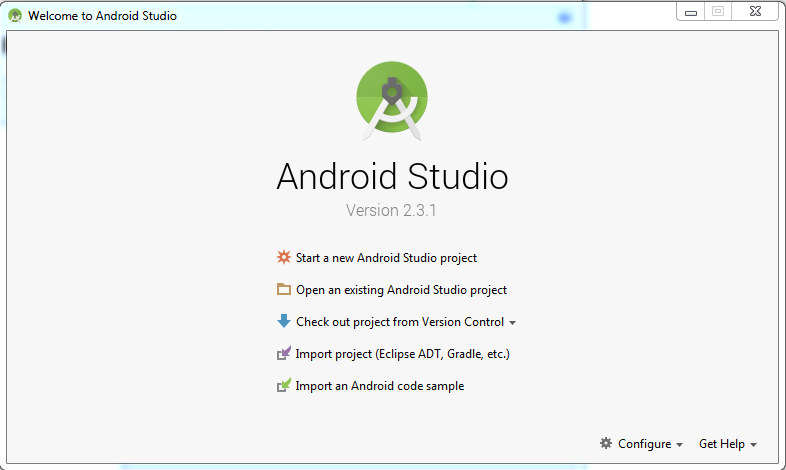 Welcome to Android Studio
Android Studio
Version 2.3.1
Start a new Android Studio project
Open an existing Android Studio project
Check out project from Version Control
Import project (Eclipse ADT, Gradle, etc.)
Import an Android code sample
Configure Get Help